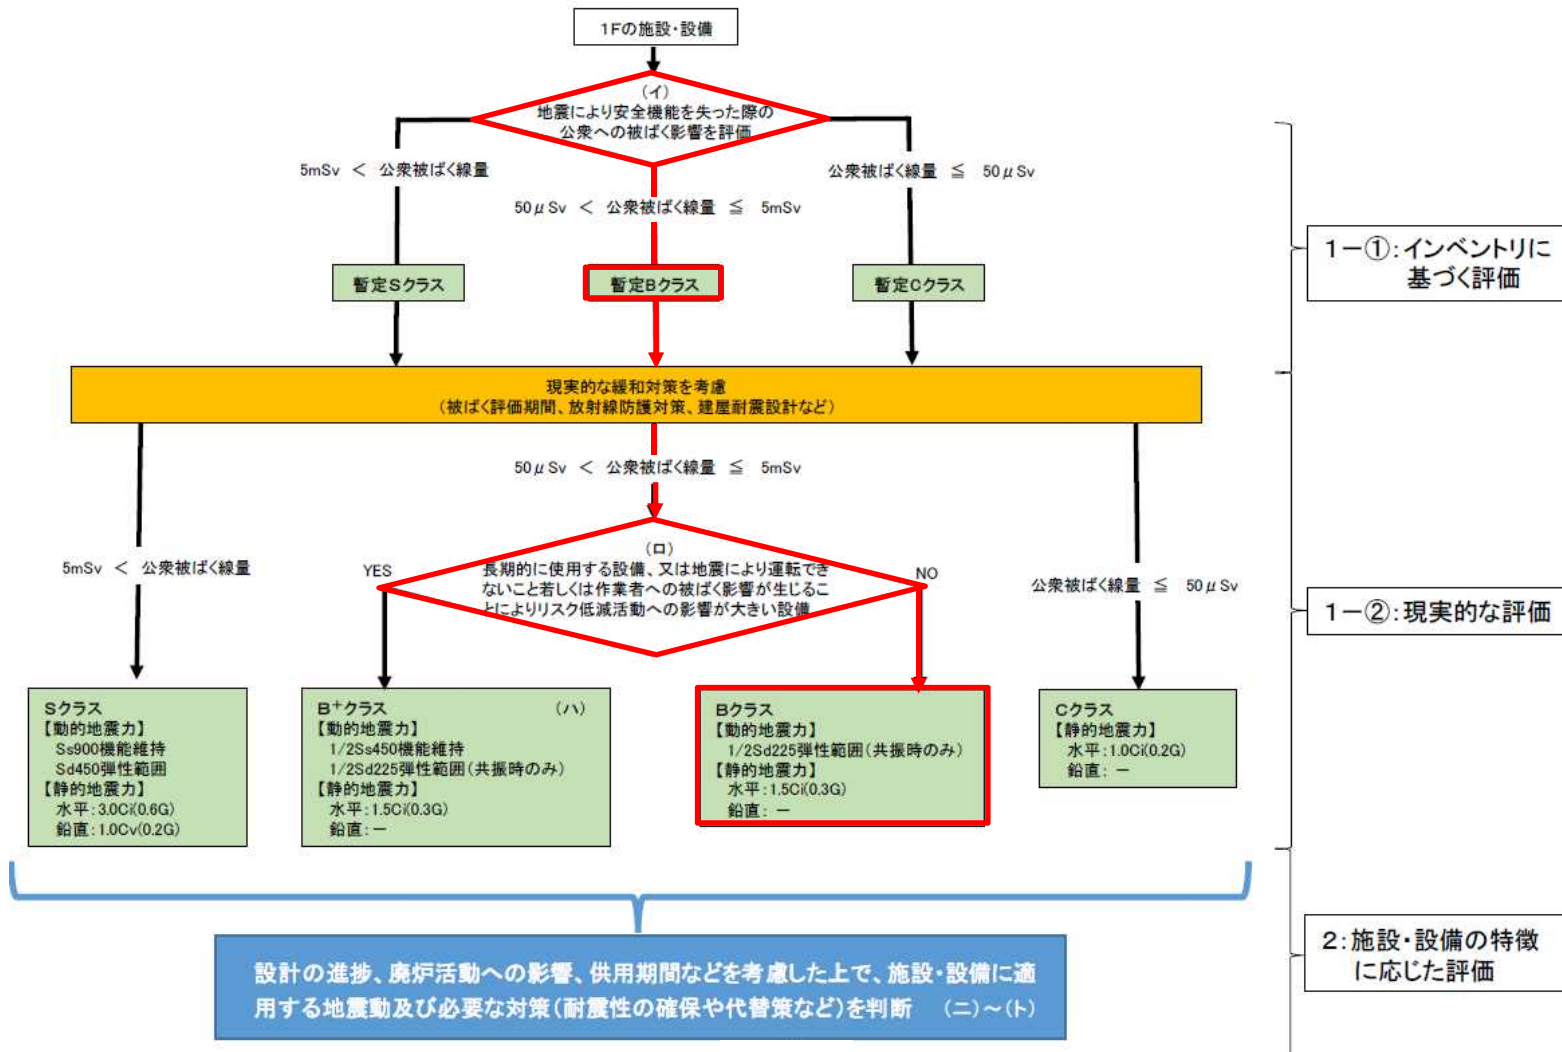 1Fの施設・設備
(イ)
地震により安全機能を失った際の
公衆への被ばく影響を評価
5mSv ＜ 公衆被ばく線量
50μSv ＜ 公衆被ばく線量 ≦ 5mSv
公衆被ばく線量 ≦ 50μSv
暫定Sクラス
暫定Bクラス
暫定Cクラス
1－①：インベントリに
基づく評価
現実的な緩和対策を考慮
(被ばく評価期間、放射線防護対策、建屋耐震設計など)
50μSv ＜ 公衆被ばく線量 ≦ 5mSv
5mSv ＜ 公衆被ばく線量
YES
(ロ)
長期的に使用する設備、又は地震により運転でき
ないこと若しくは作業者への被ばく影響が生じるこ
とによりリスク低減活動への影響が大きい設備
NO
公衆被ばく線量 ≦ 50μSv
1－②：現実的な評価
Sクラス
【動的地震力】
Ss900機能維持
Sd450弾性範囲
【静的地震力】
水平：3.0Ci(0.6G)
鉛直：1.0Cv(0.2G)
B⁺クラス (ハ)
【動的地震力】
1/2Ss450機能維持
1/2Sd225弾性範囲(共振時のみ)
【静的地震力】
水平：1.5Ci(0.3G)
鉛直：－
Bクラス
【動的地震力】
1/2Sd225弾性範囲(共振時のみ)
【静的地震力】
水平：1.5Ci(0.3G)
鉛直：－
Cクラス
【静的地震力】
水平：1.0Ci(0.2G)
鉛直：－
設計の進捗、廃炉活動への影響、供用期間などを考慮した上で、施設・設備に適
用する地震動及び必要な対策(耐震性の確保や代替策など)を判断 (ニ)～(ト)
2：施設・設備の特徴
に応じた評価